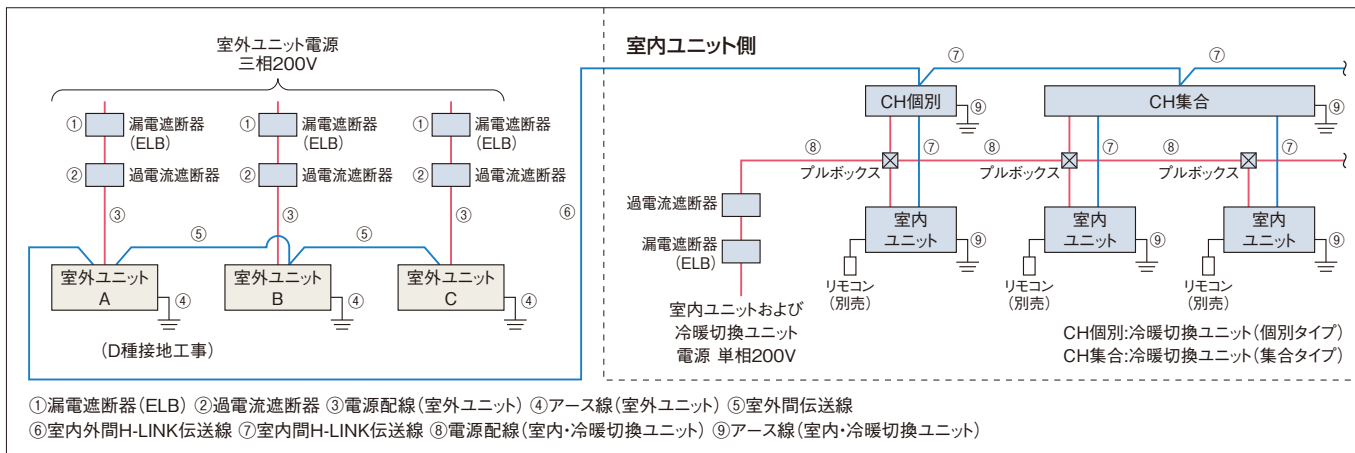 室外ユニット電源
三相200V
① 漏電遮断器
(ELB)
① 漏電遮断器
(ELB)
① 漏電遮断器
(ELB)
② 過電流遮断器
② 過電流遮断器
② 過電流遮断器
③
③
③
⑤
⑤
⑥
室外ユニット
A
④
室外ユニット
B
④
室外ユニット
C
④
(D種接地工事)
室内ユニット側
⑦
⑦
CH個別
⑨
CH集合
⑨
⑧
⑦
⑧
⑦
⑧
⑦
プルボックス
プルボックス
プルボックス
過電流遮断器
漏電遮断器
(ELB)
室内
ユニット
⑨
室内
ユニット
⑨
室内
ユニット
⑨
リモコン
(別売)
リモコン
(別売)
リモコン
(別売)
室内ユニットおよび
冷暖切換ユニット
電源 単相200V
CH個別:冷暖切換ユニット(個別タイプ)
CH集合:冷暖切換ユニット(集合タイプ)
①漏電遮断器(ELB) ②過電流遮断器 ③電源配線(室外ユニット) ④アース線(室外ユニット) ⑤室外間伝送線
⑥室内外間H-LINK伝送線 ⑦室内間H-LINK伝送線 ⑧電源配線(室内・冷暖切換ユニット) ⑨アース線(室内・冷暖切換ユニット)